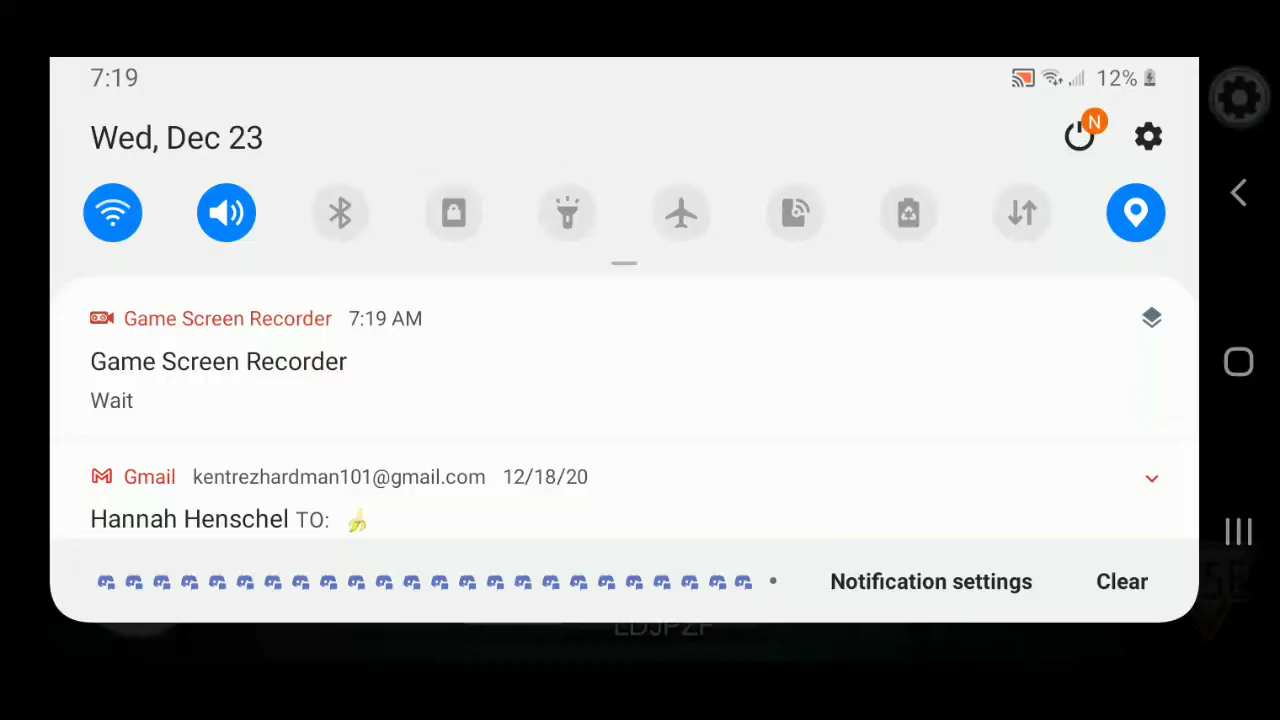 7:19
12%
Wed, Dec 23
N
Game Screen Recorder 7:19 AM
Game Screen Recorder
Wait
Gmail kentrezhardman101@gmail.com 12/18/20
Hannah Henschel TO: 🍌
Notification settings
Clear